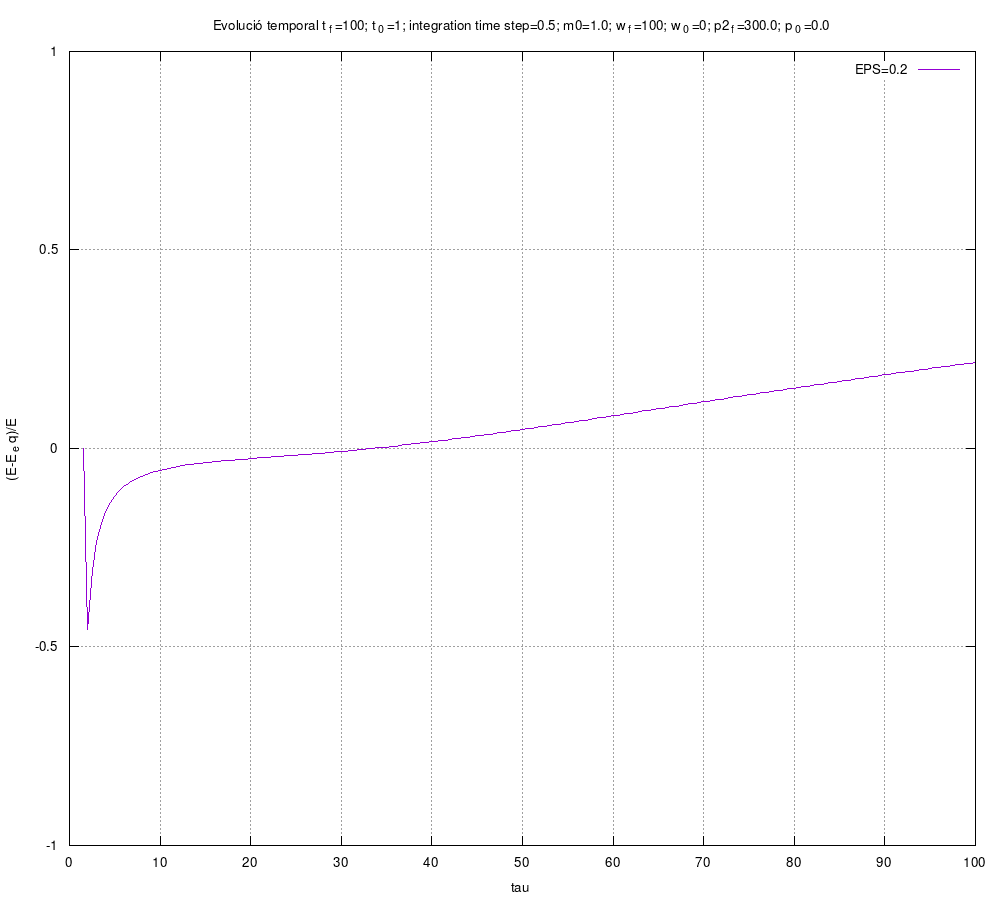 Evolució temporal t f =100; t 0 =1; integration time step=0.5; m0=1.0; w f =100; w 0 =0; p2 f =300.0; p 0 =0.0
1
EPS=0.2
0.5
(E-E e q)/E
0
-0.5
-1
0 10 20 30 40 50 60 70 80 90 100
tau